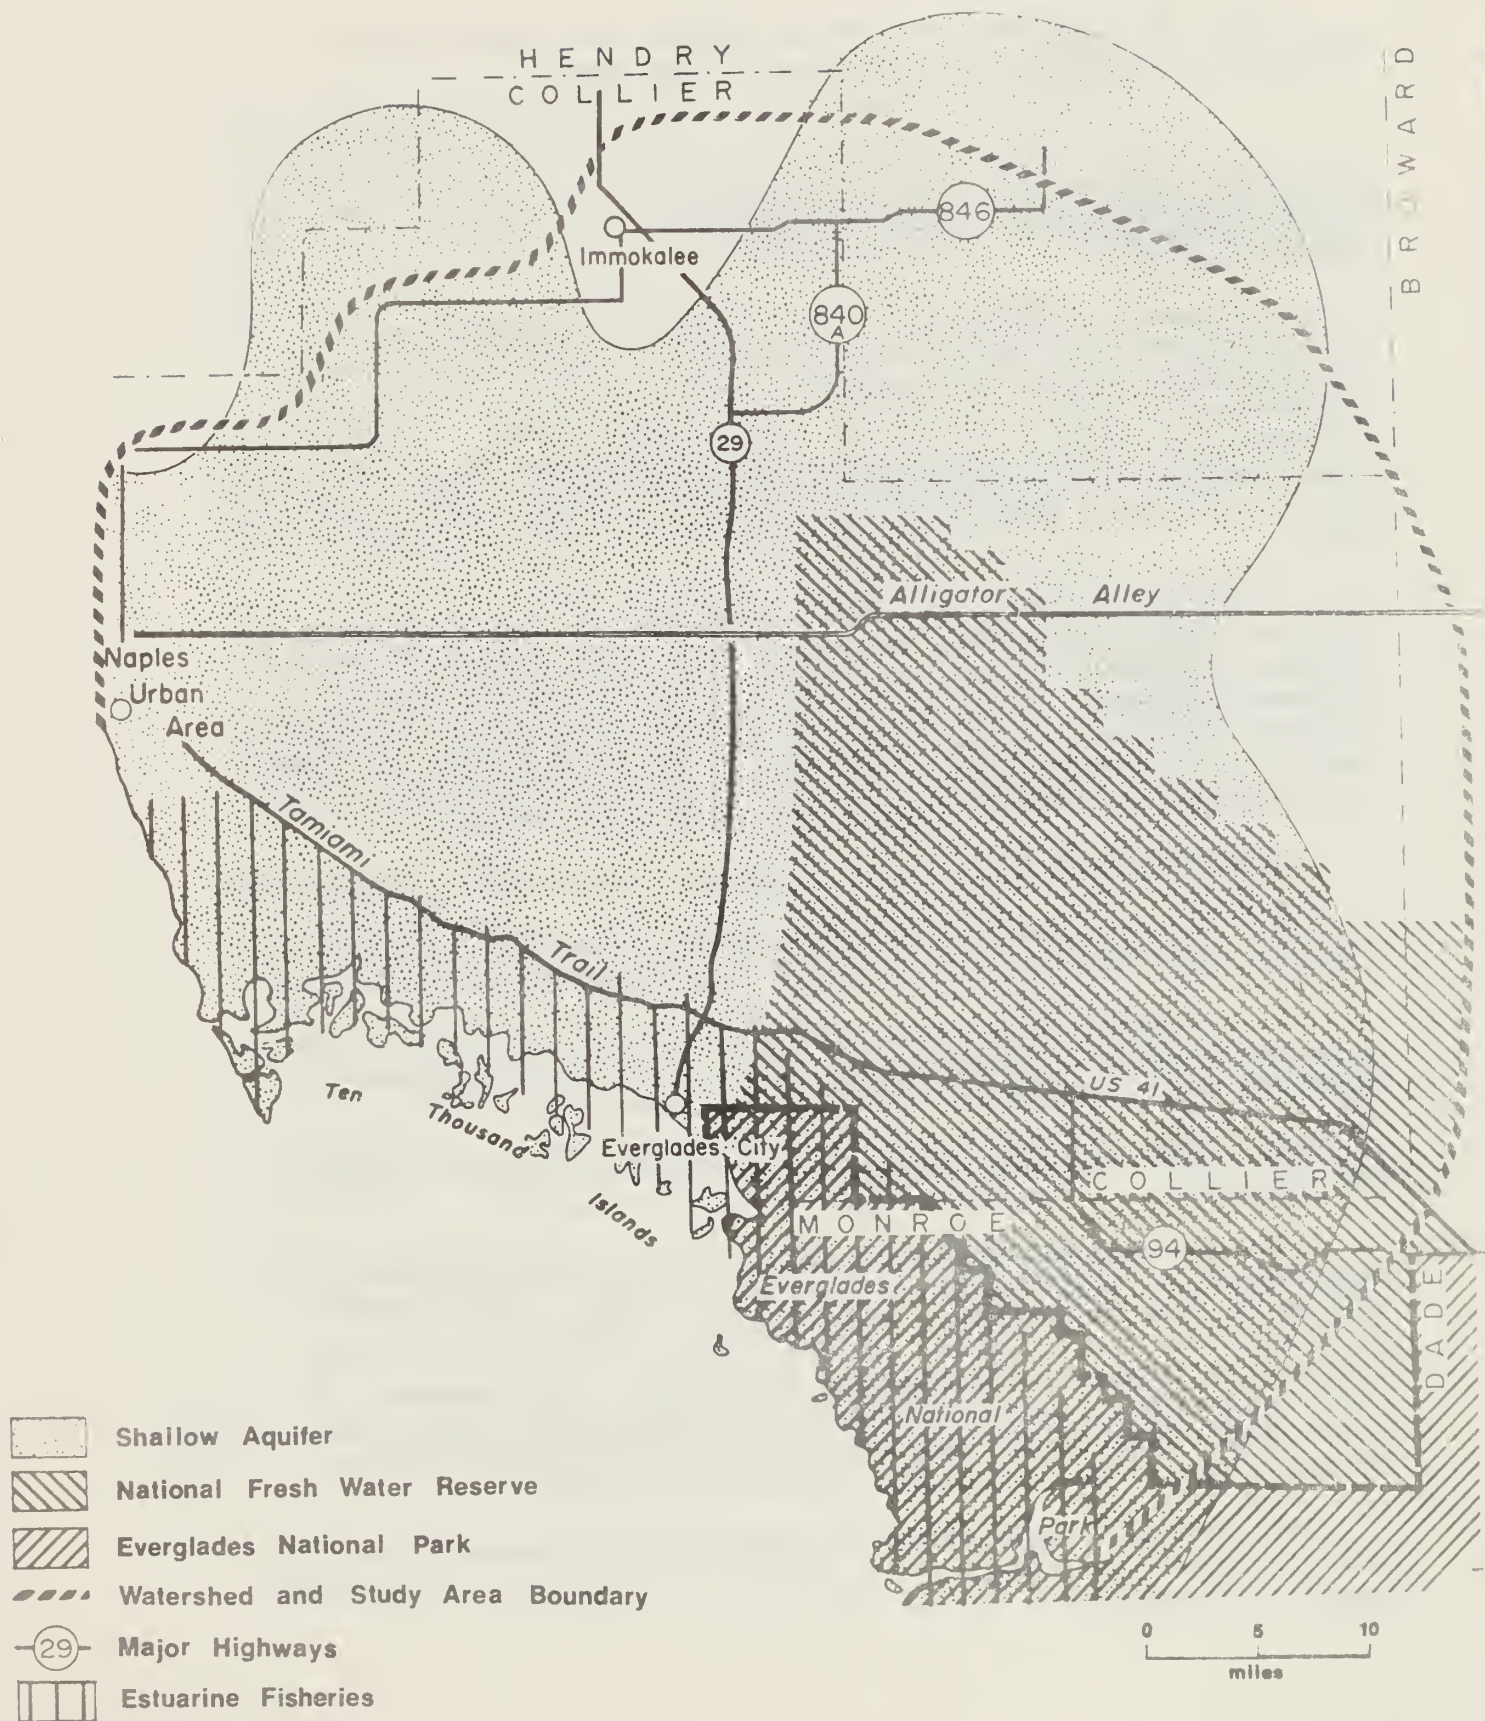 HENDRY
COLLIER
BROWARD
846
Immokalee
840
A
29
Alligator Alley
Naples
Urban
Area
Tamiami
Trail
US 41
Ten
Thousand
Islands
Everglades City
COLLIER
MONROE
94
Everglades
DADE
National
Park
Shallow Aquifer
National Fresh Water Reserve
Everglades National Park
Watershed and Study Area Boundary
29 Major Highways
Estuarine Fisheries
0 5 10
miles